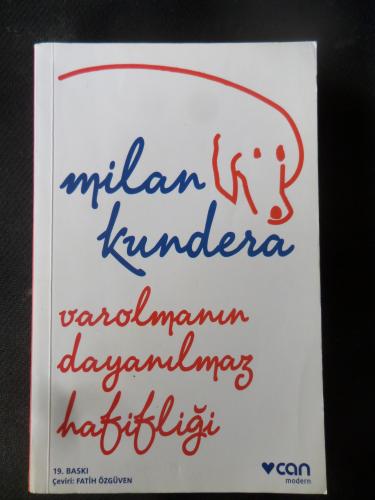 milan
kundera
varolmanın
dayanılmaz
hafifliği
19. BASKI
Çeviri: FATİH ÖZGÜVEN
can
modern